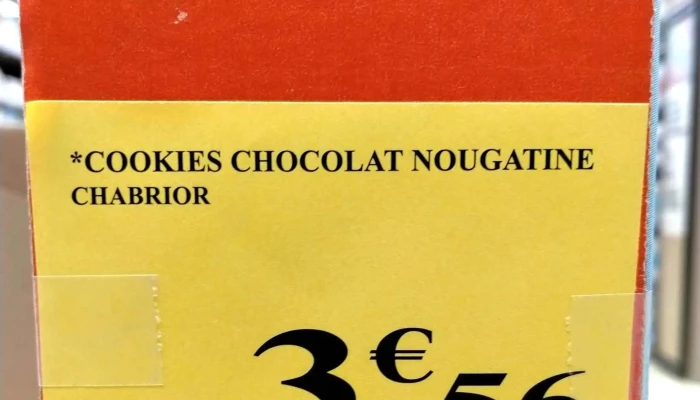 *COOKIES CHOCOLAT NOUGATINE
CHABRIOR
3€56